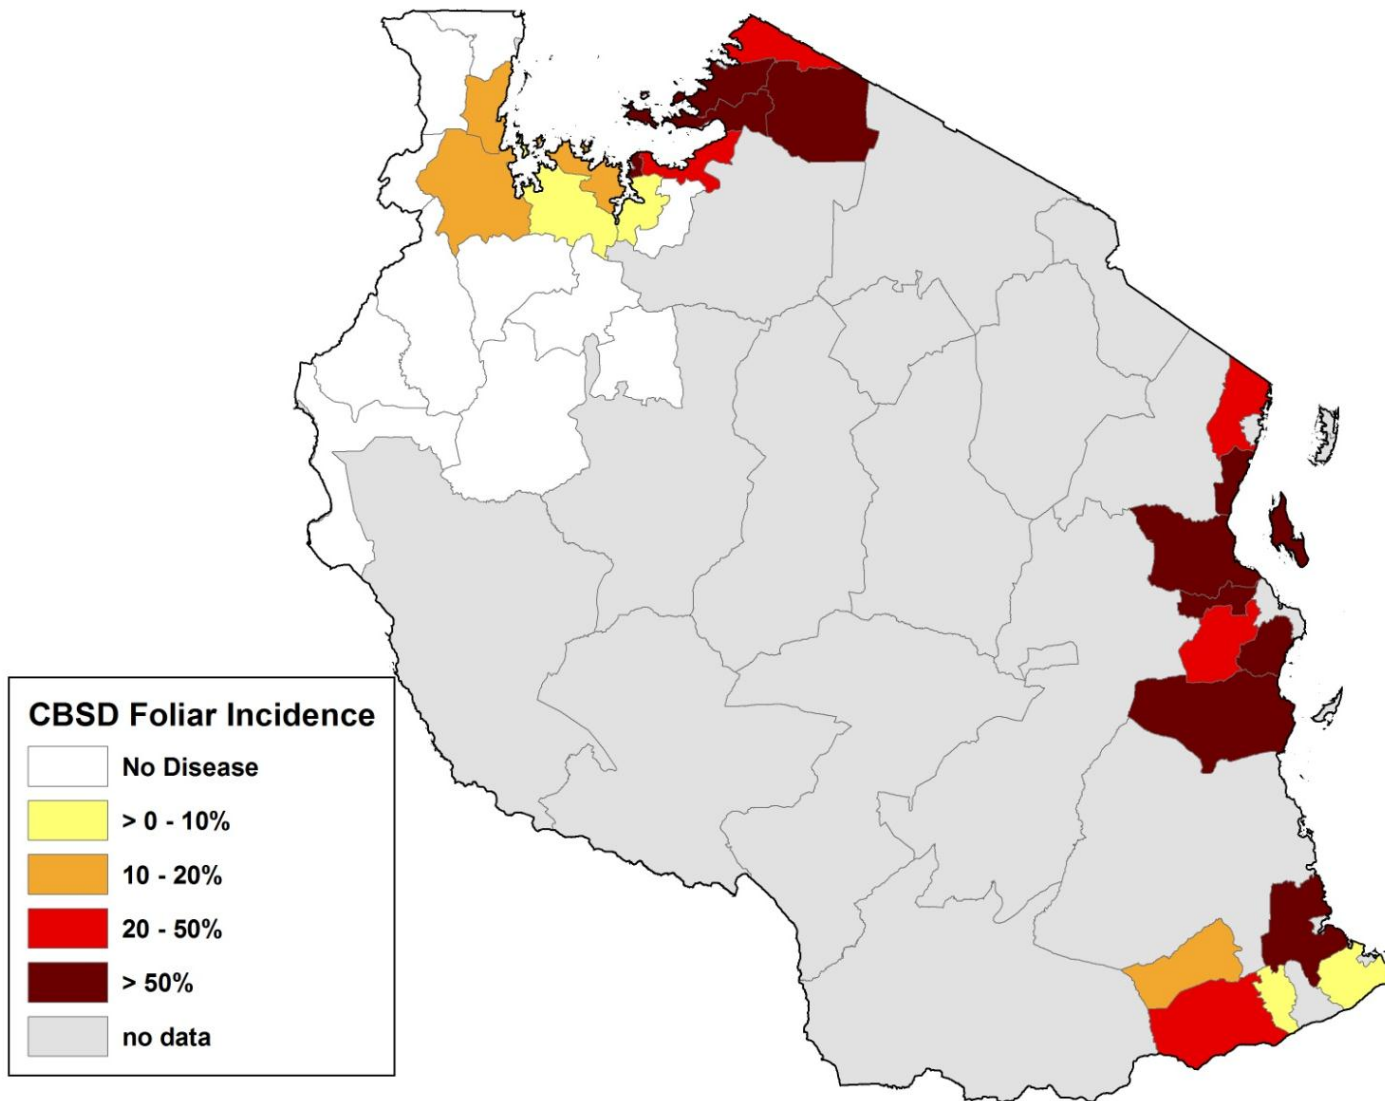 CBSD Foliar Incidence
No Disease
> 0 - 10%
10 - 20%
20 - 50%
> 50%
no data